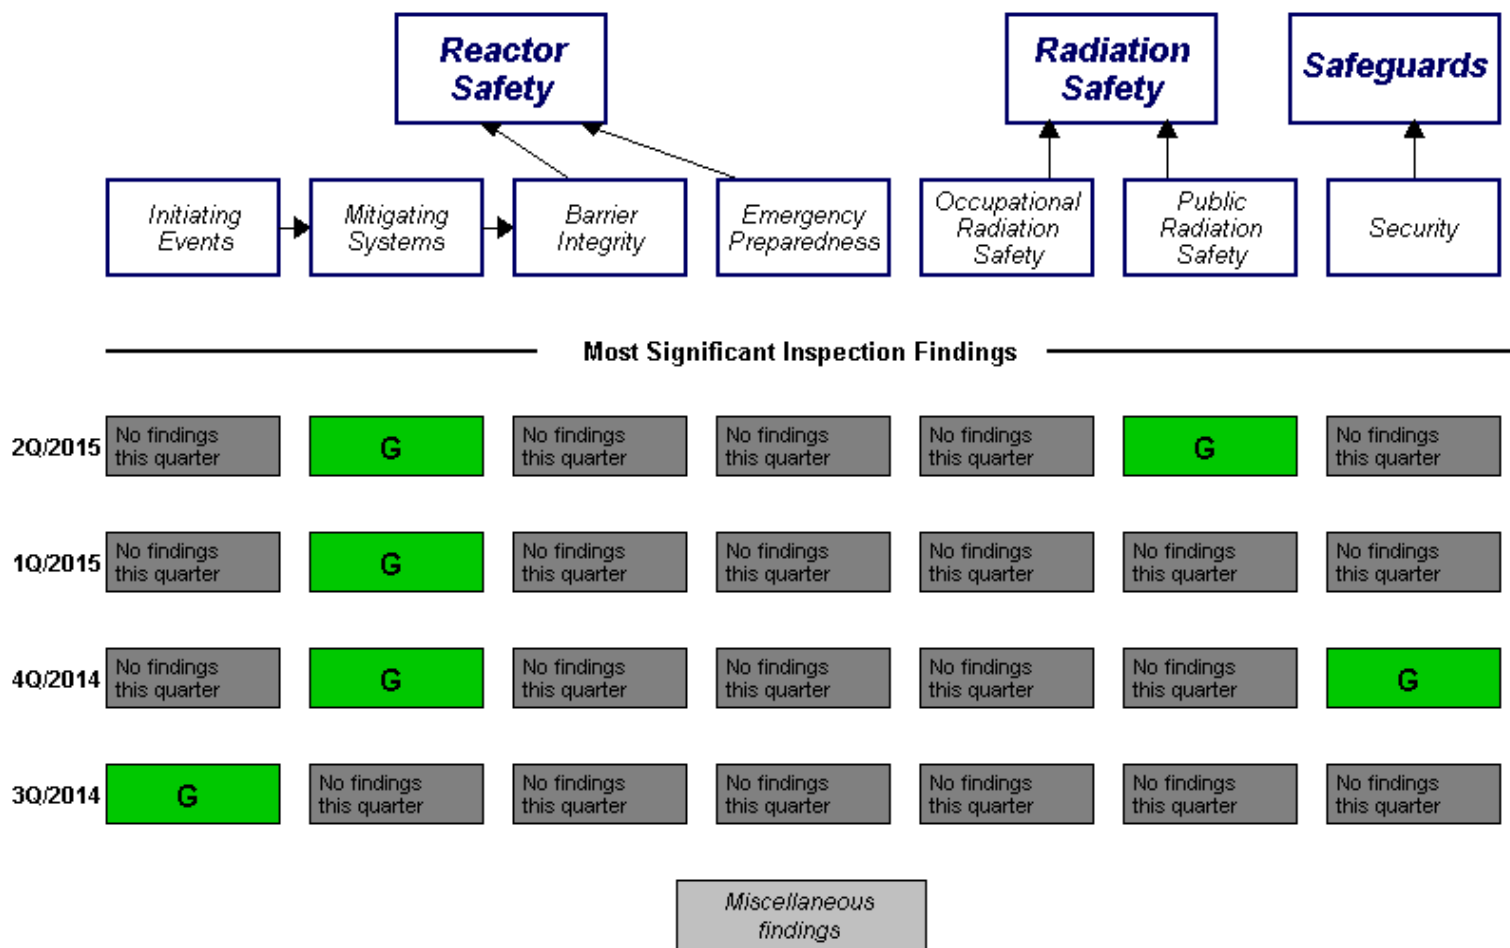 Reactor
Safety
Radiation
Safety
Safeguards
Initiating
Events
Mitigating
Systems
Barrier
Integrity
Emergency
Preparedness
Occupational
Radiation
Safety
Public
Radiation
Safety
Security
Most Significant Inspection Findings
2Q/2015
No findings
this quarter
G
No findings
this quarter
No findings
this quarter
No findings
this quarter
G
No findings
this quarter
1Q/2015
No findings
this quarter
G
No findings
this quarter
No findings
this quarter
No findings
this quarter
No findings
this quarter
No findings
this quarter
4Q/2014
No findings
this quarter
G
No findings
this quarter
No findings
this quarter
No findings
this quarter
No findings
this quarter
G
3Q/2014
G
No findings
this quarter
No findings
this quarter
No findings
this quarter
No findings
this quarter
No findings
this quarter
No findings
this quarter
Miscellaneous
findings